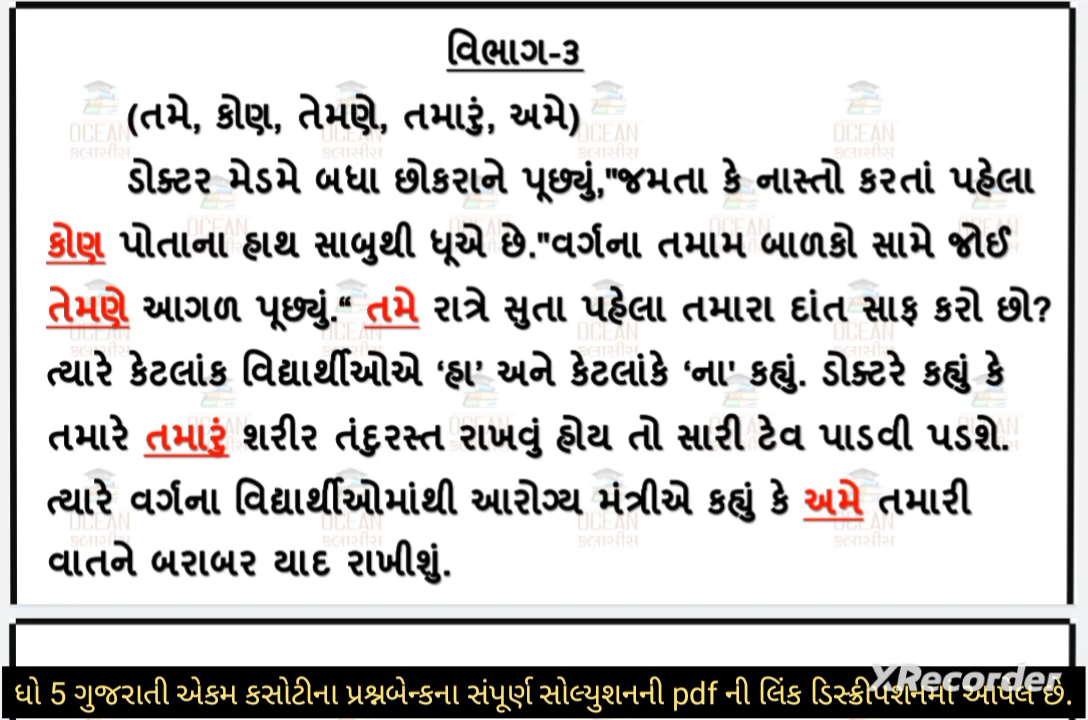 વિભાગ-૩
(તમે, કોણ, તેમણે, તમારું, અમે)
ડોક્ટર મેડમે બધા છોકરાને પૂછ્યું,"જમતા કે નાસ્તો કરતાં પહેલા
કોણ પોતાના હાથ સાબુથી ધૂએ છે."વર્ગના તમામ બાળકો સામે જોઈ
તેમણે આગળ પૂછ્યું.“ તમે રાત્રે સુતા પહેલા તમારા દાંત સાફ કરો છો?
ત્યારે કેટલાંક વિદ્યાર્થીઓએ ‘હા’ અને કેટલાંકે ‘ના' કહ્યું. ડોક્ટરે કહ્યું કે
તમારે તમારું શરીર તંદુરસ્ત રાખવું હોય તો સારી ટેવ પાડવી પડશે.
ત્યારે વર્ગના વિદ્યાર્થીઓમાંથી આરોગ્ય મંત્રીએ કહ્યું કે અમે તમારી
વાતને બરાબર યાદ રાખીશું.
OCEAN
કલાસીસ
XRecorder
ધો 5 ગુજરાતી એકમ કસોટીના પ્રશ્નબેન્કના સંપૂર્ણ સોલ્યુશનની pdf ની લિંક ડિસ્ક્રીપશનમાં આપેલ છે.